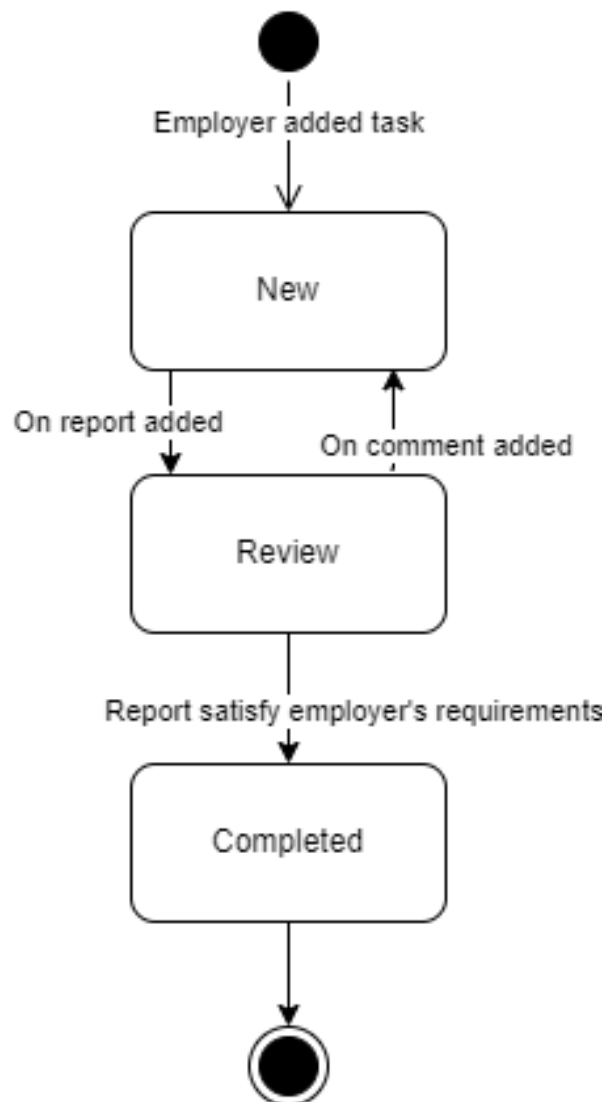 Employer added task
New
On report added
On comment added
Review
Report satisfy employer's requirements
Completed